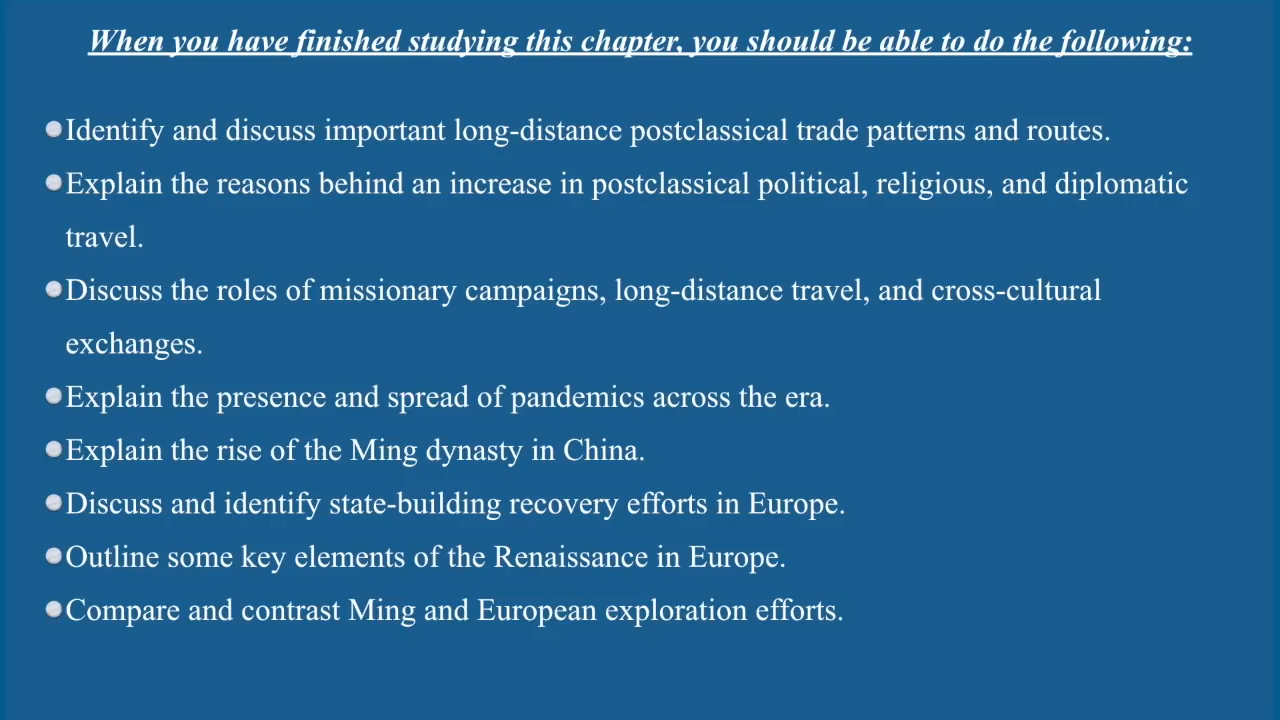 When you have finished studying this chapter, you should be able to do the following:
Identify and discuss important long-distance postclassical trade patterns and routes.
Explain the reasons behind an increase in postclassical political, religious, and diplomatic
travel.
Discuss the roles of missionary campaigns, long-distance travel, and cross-cultural
exchanges.
Explain the presence and spread of pandemics across the era.
Explain the rise of the Ming dynasty in China.
Discuss and identify state-building recovery efforts in Europe.
Outline some key elements of the Renaissance in Europe.
Compare and contrast Ming and European exploration efforts.